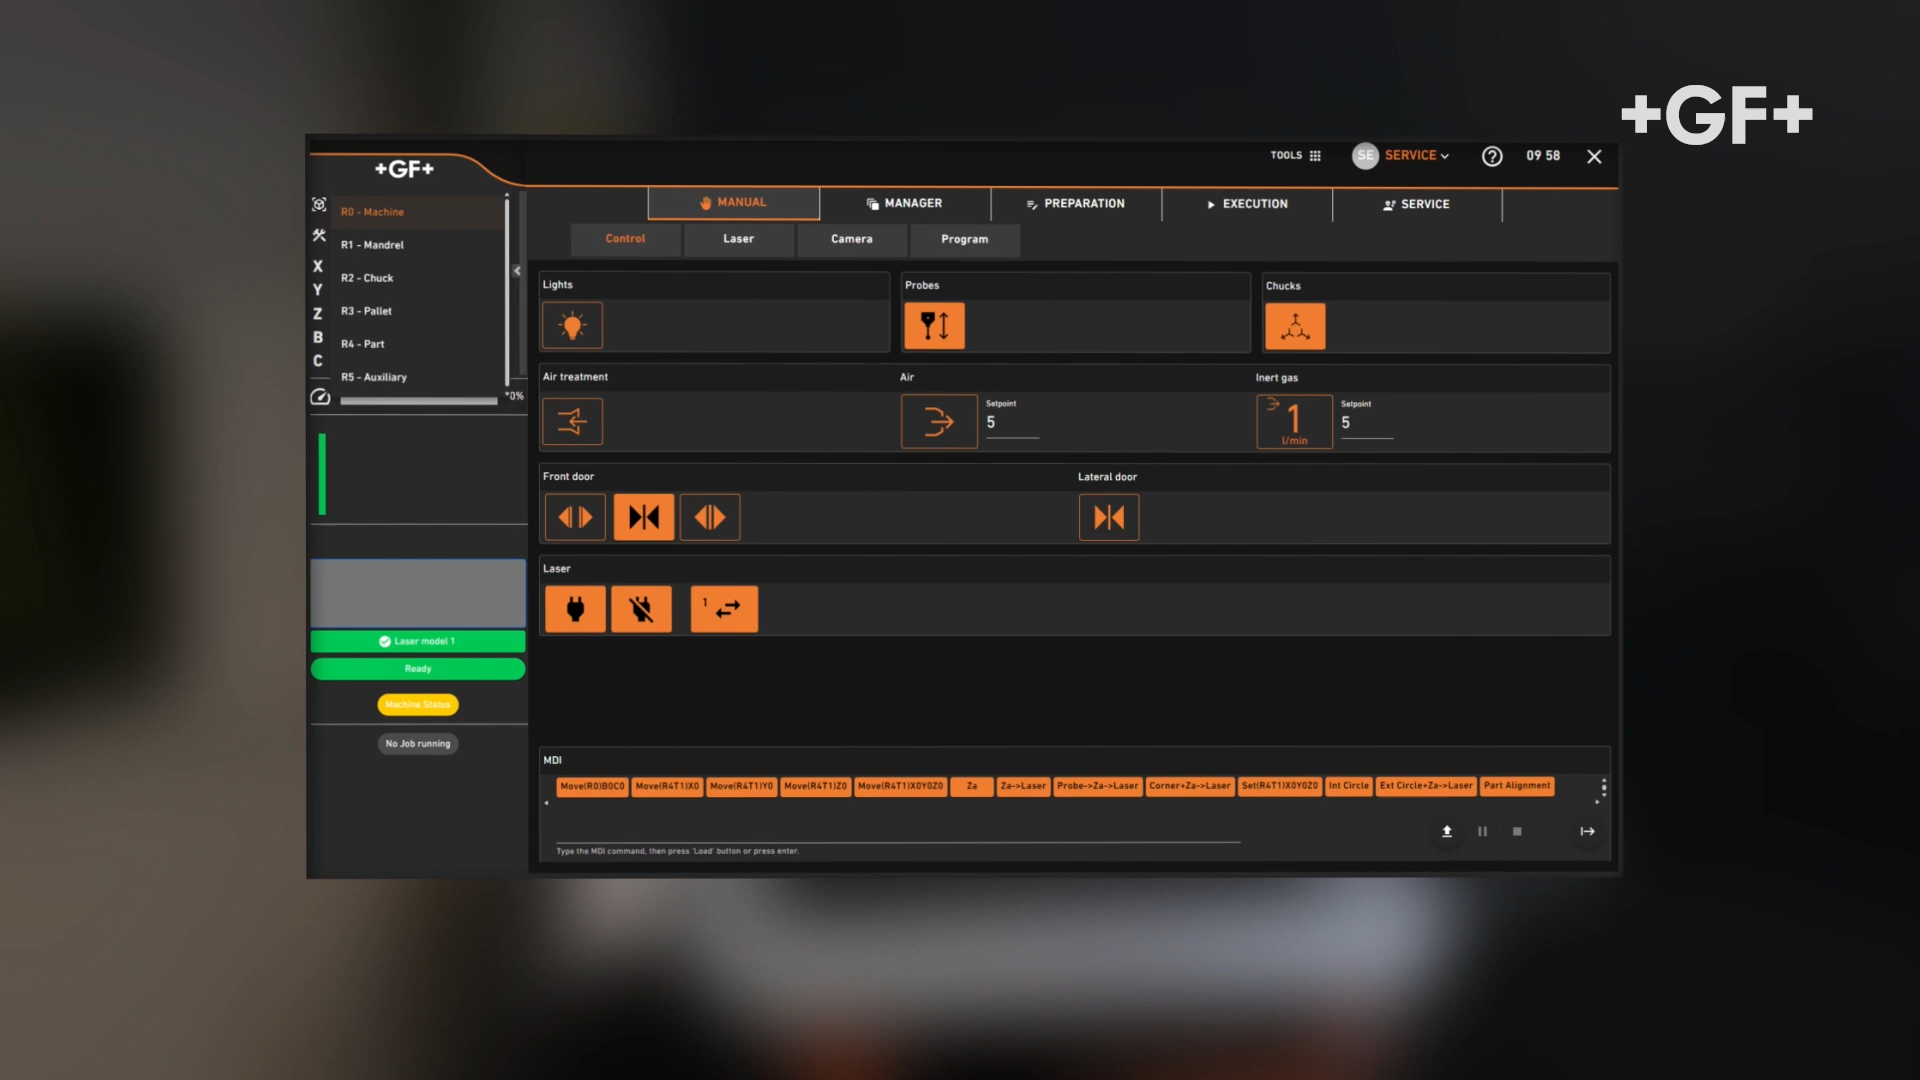 +GF+
+GF+
TOOLS
SE SERVICE
09 58
MANUAL
MANAGER
PREPARATION
EXECUTION
SERVICE
Control
Laser
Camera
Program
R0 - Machine
R1 - Mandrel
R2 - Chuck
R3 - Pallet
R4 - Part
R5 - Auxiliary
X
Y
Z
B
C
0%
Laser model 1
Ready
Machine Status
No Job running
Lights
Probes
Chucks
Air treatment
Air
Setpoint
5
Inert gas
1
l/min
Setpoint
5
Front door
Lateral door
Laser
1
MDI
Move(R0)B0C0 Move(R4T1)X0 Move(R4T1)Y0 Move(R4T1)Z0 Move(R4T1)X0Y0Z0 Za Za->Laser Probe->Za->Laser Corner+Za->Laser Set(R4T1)X0Y0Z0 Int Circle Ext Circle+Za->Laser Part Alignment
Type the MDI command, then press 'Load' button or press enter.